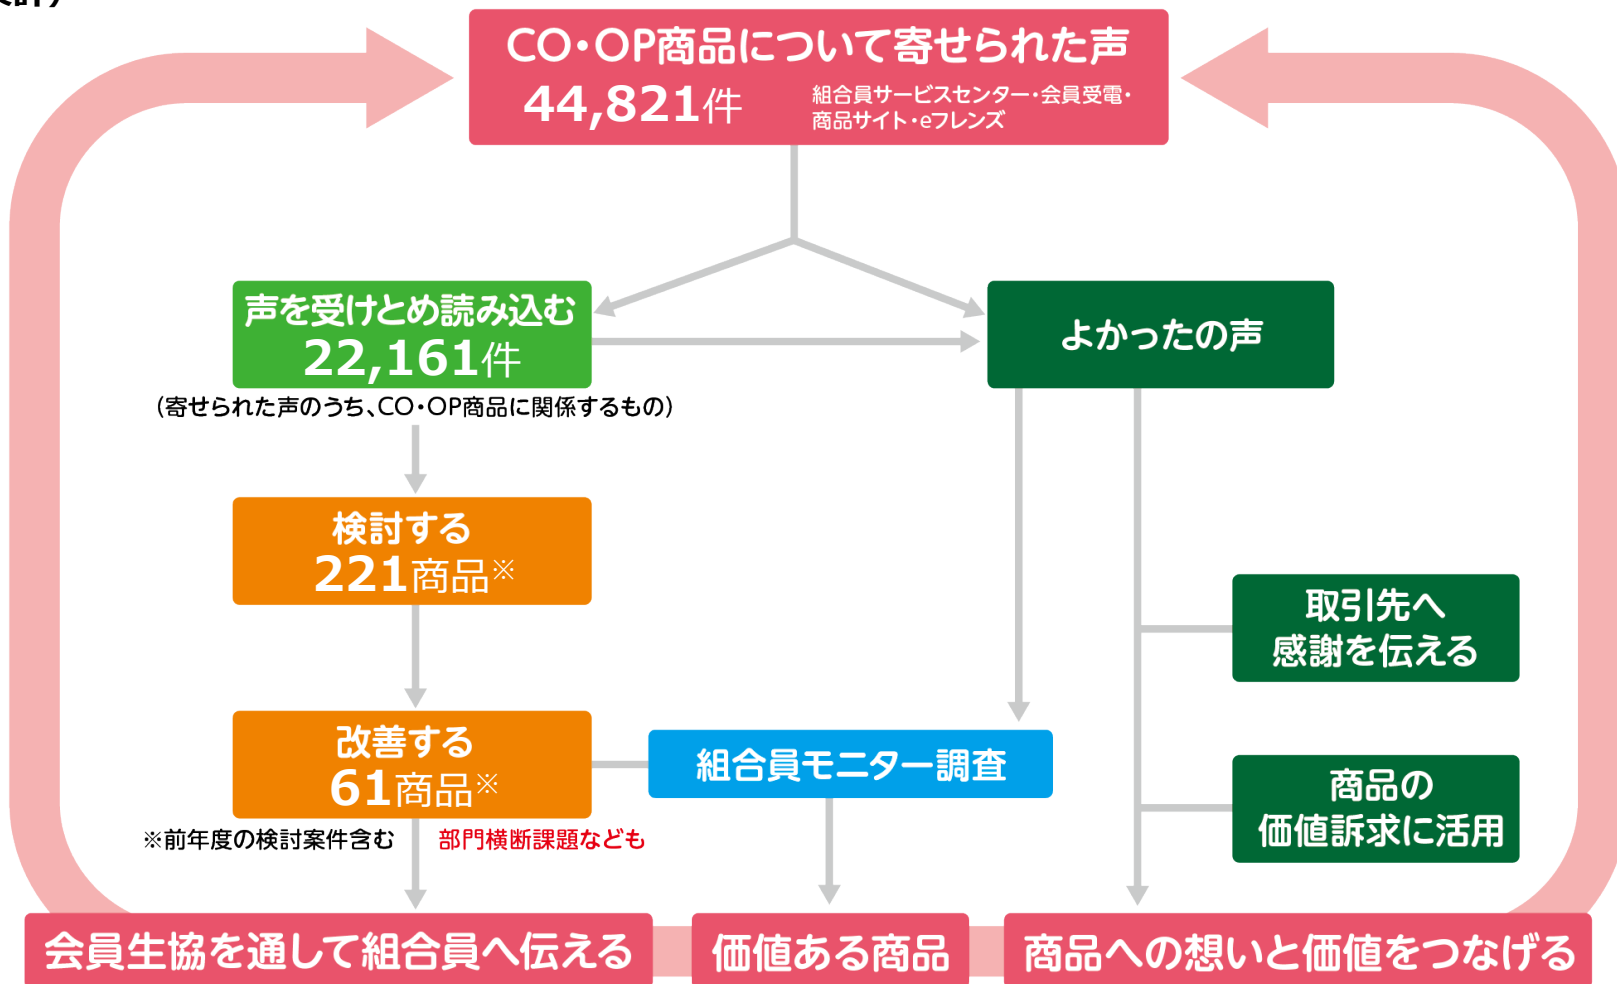 CO・OP商品について寄せられた声
44,821件
組合員サービスセンター・会員受電・
商品サイト・eフレンズ
声を受けとめ読み込む
22,161件
(寄せられた声のうち、CO・OP商品に関係するもの)
よかったの声
検討する
221商品※
取引先へ
感謝を伝える
改善する
61商品※
※前年度の検討案件含む
部門横断課題なども
組合員モニター調査
商品の
価値訴求に活用
会員生協を通して組合員へ伝える
価値ある商品
商品への想いと価値をつなげる